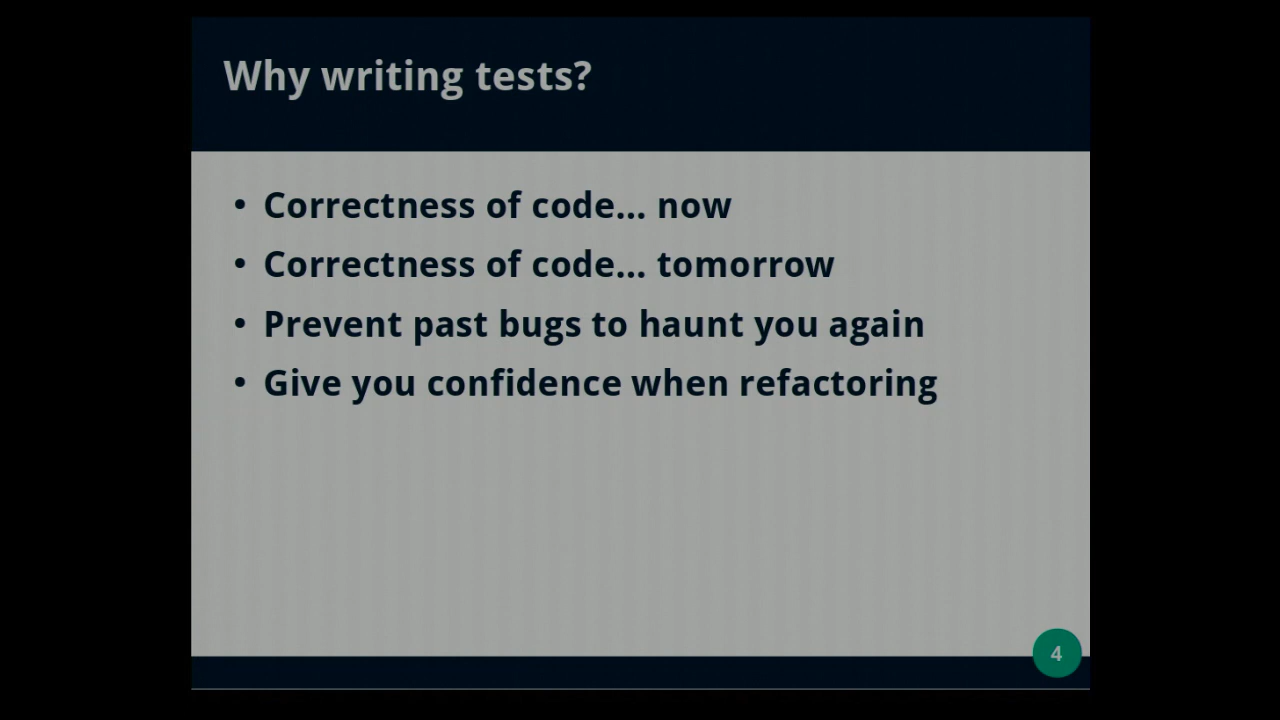 Why writing tests?
• Correctness of code... now
• Correctness of code... tomorrow
• Prevent past bugs to haunt you again
• Give you confidence when refactoring
4